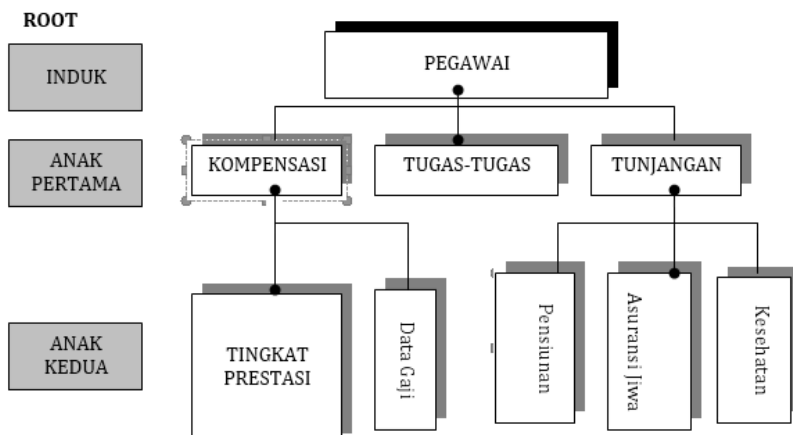 ROOT
INDUK
PEGAWAI
ANAK
PERTAMA
KOMPENSASI
TUGAS-TUGAS
TUNJANGAN
ANAK
KEDUA
TINGKAT
PRESTASI
Data Gaji
Pensiunan
Asuransi Jiwa
Kesehatan